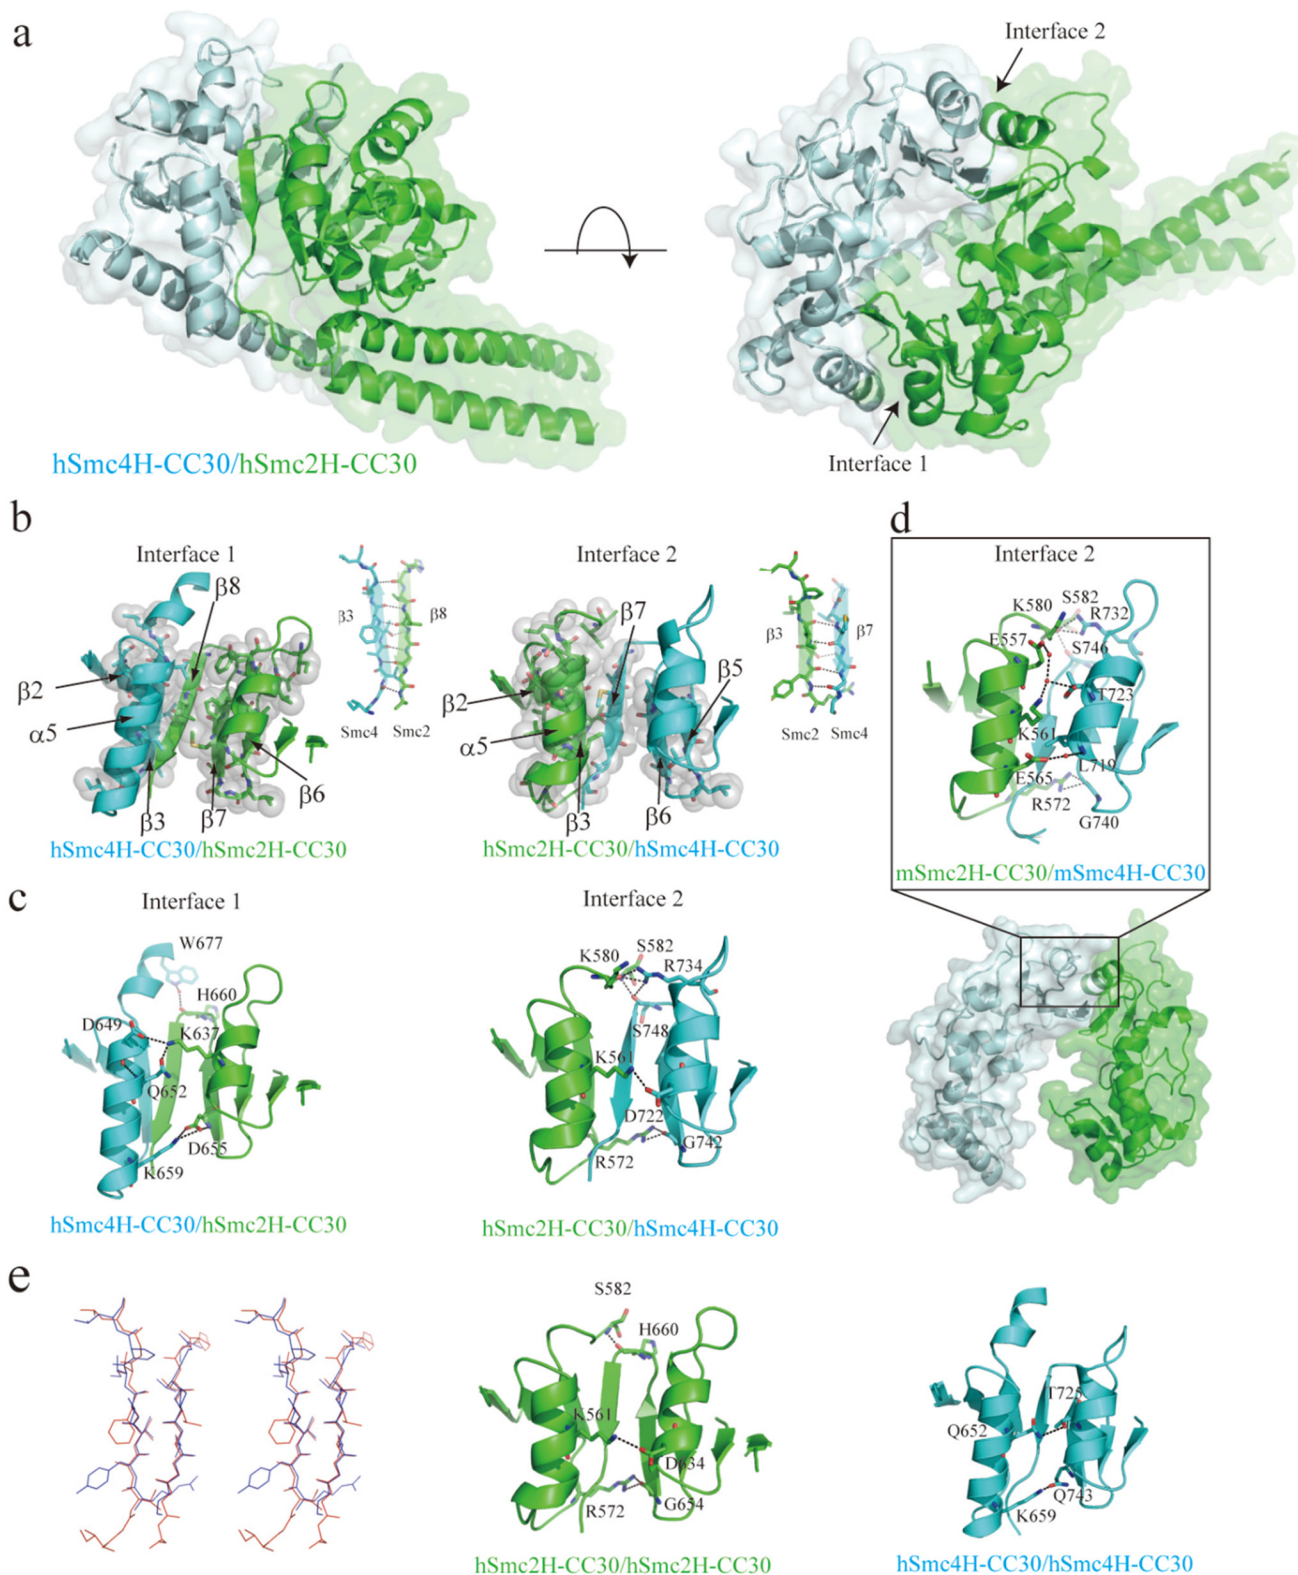 a
Interface 2
Interface 1
hSmc4H-CC30/hSmc2H-CC30
b
Interface 1
β8
β2
α5
β3
β7
β6
β3
β8
Smc4 Smc2
hSmc4H-CC30/hSmc2H-CC30
Interface 2
β7
β5
β2
α5
β3
β6
β3
β7
Smc2 Smc4
hSmc2H-CC30/hSmc4H-CC30
d
Interface 2
S582
K580
R732
E557
S746
T723
K561
L719
E565
R572
G740
mSmc2H-CC30/mSmc4H-CC30
c
Interface 1
W677
H660
D649
K637
Q652
D655
K659
hSmc4H-CC30/hSmc2H-CC30
Interface 2
S582
K580
R734
S748
K561
D722
G742
R572
hSmc2H-CC30/hSmc4H-CC30
e
S582
H660
K561
D634
R572
G654
hSmc2H-CC30/hSmc2H-CC30
T725
Q652
Q743
K659
hSmc4H-CC30/hSmc4H-CC30